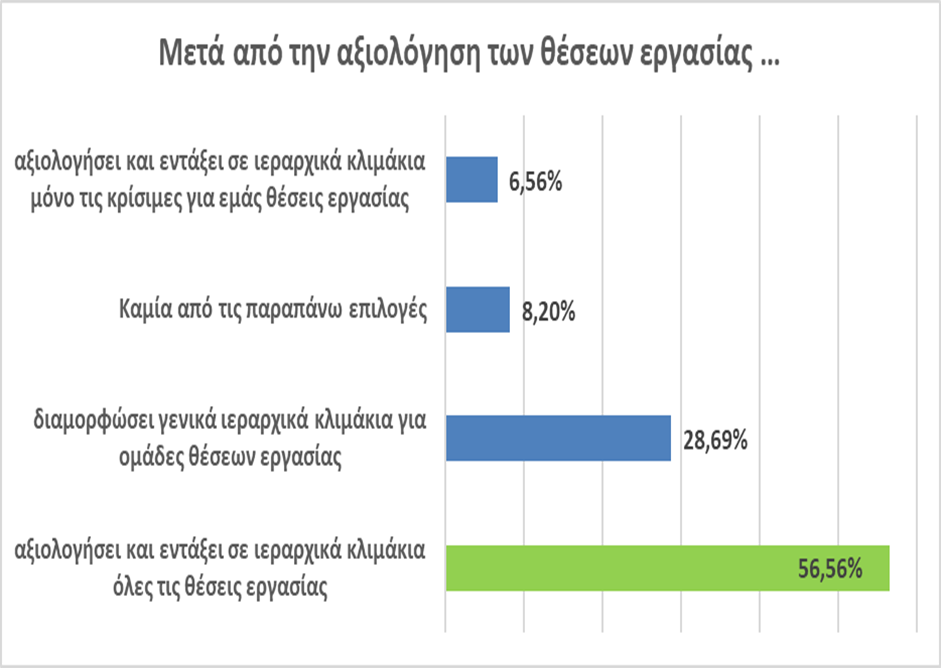 Μετά από την αξιολόγηση των θέσεων εργασίας ...
αξιολογήσει και εντάξει σε ιεραρχικά κλιμάκια
μόνο τις κρίσιμες για εμάς θέσεις εργασίας
6,56%
Καμία από τις παραπάνω επιλογές
8,20%
διαμορφώσει γενικά ιεραρχικά κλιμάκια για
ομάδες θέσεων εργασίας
28,69%
αξιολογήσει και εντάξει σε ιεραρχικά κλιμάκια
όλες τις θέσεις εργασίας
56,56%